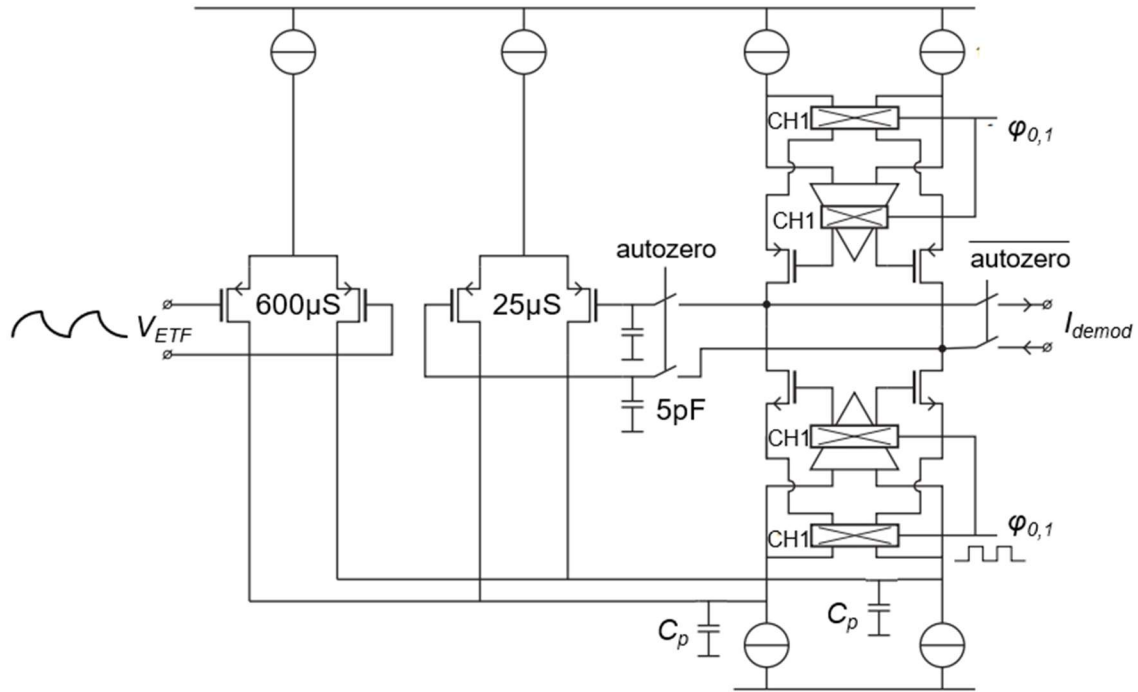 CH1
φ0,1
CH1
autozero
autozero
600μS
25μS
VETF
Idemod
5pF
CH1
CH1
φ0,1
Cp
Cp